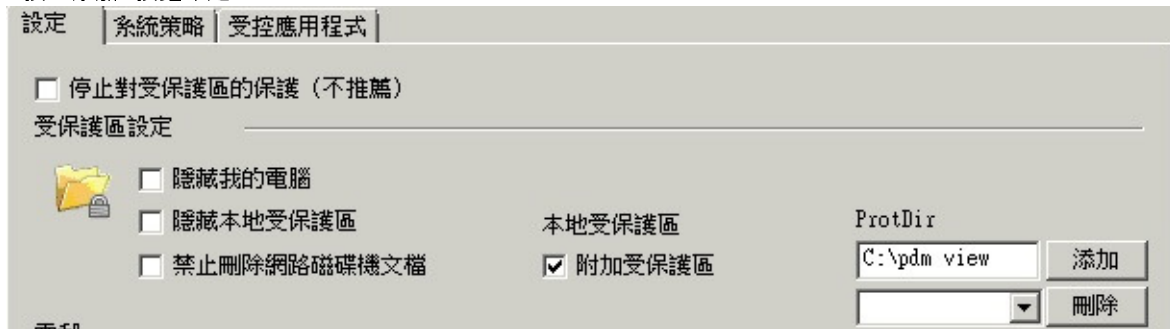 設定 系統策略 受控應用程式
停止對受保護區的保護（不推薦）
受保護區設定
隱藏我的電腦
隱藏本地受保護區 本地受保護區 ProtDir
禁止刪除網路磁碟機文檔 附加受保護區 C:\pdm view 添加
刪除